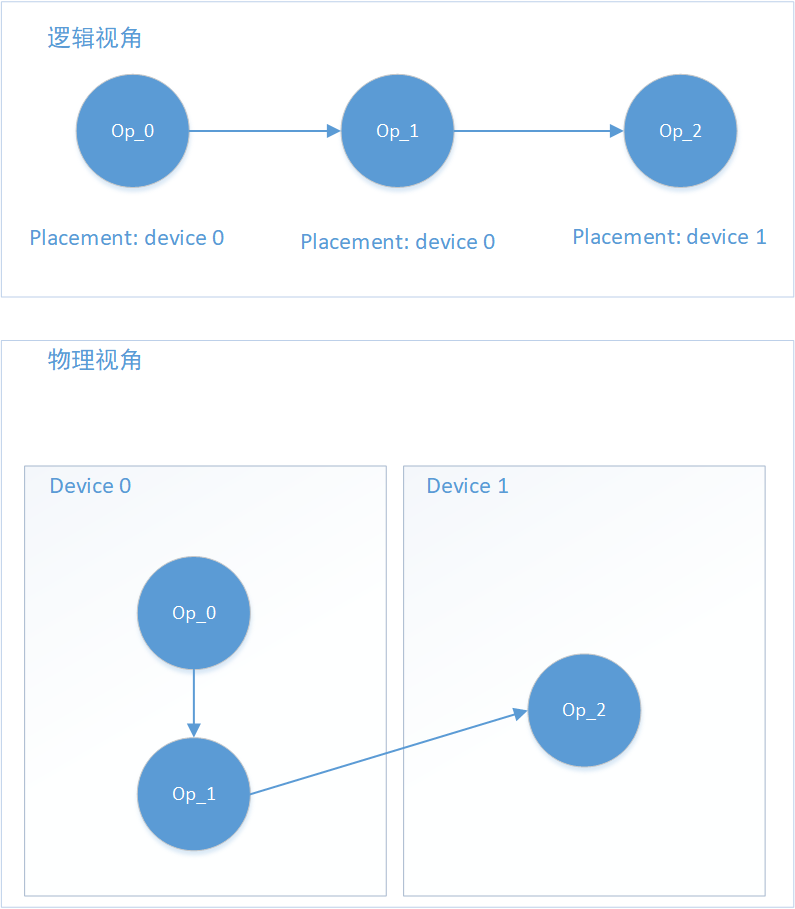 逻辑视角
Op_0
Op_1
Op_2
Placement: device 0
Placement: device 0
Placement: device 1
物理视角
Device 0
Device 1
Op_0
Op_2
Op_1